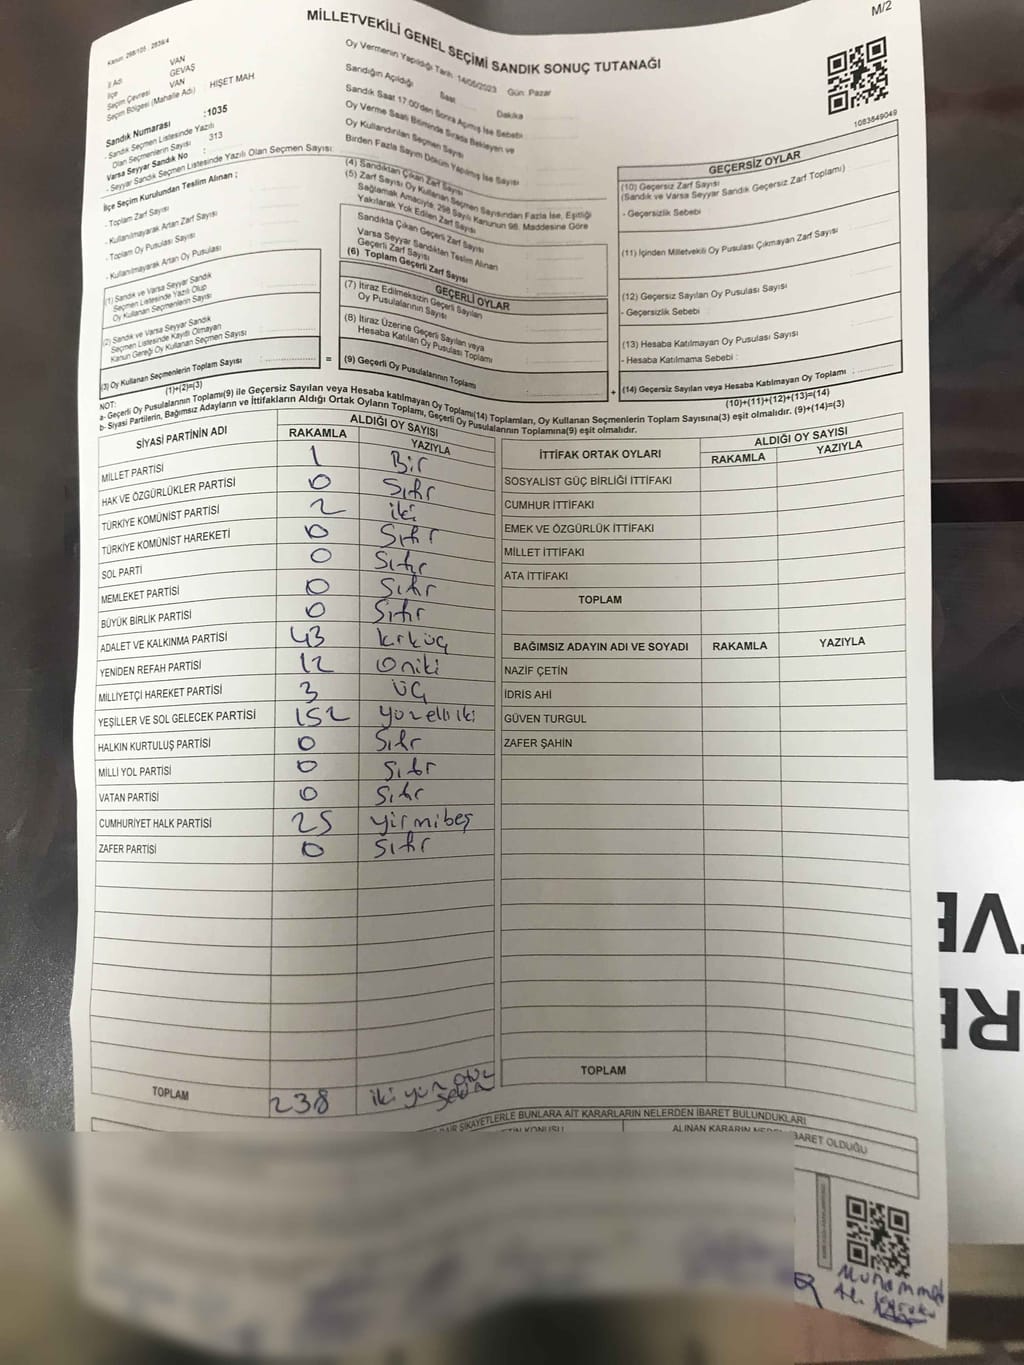 M/2
MİLLETVEKİLİ GENEL SEÇİMİ SANDIK SONUÇ TUTANAĞI
Kanun: 298/105 ; 2839/4
İl Adı VAN
İlçe GEVAŞ
Seçim Çevresi VAN
Seçim Bölgesi (Mahalle Adı) HİŞET MAH
Sandık Numarası :1035
- Sandık Seçmen Listesinde Yazılı
Olan Seçmenlerin Sayısı 313
Varsa Seyyar Sandık No :
- Seyyar Sandık Seçmen Listesinde Yazılı Olan Seçmen Sayısı:
İlçe Seçim Kurulundan Teslim Alınan ;
- Toplam Zarf Sayısı
- Kullanılmayarak Artan Zarf Sayısı
- Toplam Oy Pusulası Sayısı
- Kullanılmayarak Artan Oy Pusulası
(1) Sandık ve Varsa Seyyar Sandık
Seçmen Listesinde Yazılı Olup
Oy Kullanan Seçmenlerin Sayısı
(2) Sandık ve Varsa Seyyar Sandık
Seçmen Listesinde Kayıtlı Olmayan
Kanun Gereği Oy Kullanan Seçmen Sayısı
(3) Oy Kullanan Seçmenlerin Toplam Sayısı
(1)+(2)=(3)
Oy Vermenin Yapıldığı Tarih: 14/05/2023 Gün: Pazar
Sandığın Açıldığı Saat Dakika
Sandık Saat 17:00'den Sonra Açılmış İse Sebebi
Oy Verme Saati Bitiminde Sırada Bekleyen ve
Oy Kullandırılan Seçmen Sayısı
Birden Fazla Sayım Döküm Yapılmış İse Sayısı
(4) Sandıktan Çıkan Zarf Sayısı
(5) Zarf Sayısı Oy Kullanan Seçmen Sayısından Fazla İse, Eşitliği
Sağlamak Amacıyla; 298 Sayılı Kanunun 98. Maddesine Göre
Yakılarak Yok Edilen Zarf Sayısı
Sandıkta Çıkan Geçerli Zarf Sayısı
Varsa Seyyar Sandıktan Teslim Alınan
Geçerli Zarf Sayısı
(6) Toplam Geçerli Zarf Sayısı
GEÇERLİ OYLAR
(7) İtiraz Edilmeksizin Geçerli Sayılan
Oy Pusulalarının Sayısı
(8) İtiraz Üzerine Geçerli Sayılan veya
Hesaba Katılan Oy Pusulası Toplamı
= (9) Geçerli Oy Pusulalarının Toplamı
1083849049
GEÇERSİZ OYLAR
(10) Geçersiz Zarf Sayısı
(Sandık ve Varsa Seyyar Sandık Geçersiz Zarf Toplamı)
- Geçersizlik Sebebi
(11) İçinden Milletvekili Oy Pusulası Çıkmayan Zarf Sayısı
(12) Geçersiz Sayılan Oy Pusulası Sayısı
- Geçersizlik Sebebi
(13) Hesaba Katılmayan Oy Pusulası Sayısı
- Hesaba Katılmama Sebebi :
+ (14) Geçersiz Sayılan veya Hesaba Katılmayan Oy Toplamı :
(10)+(11)+(12)+(13)=(14)
NOT:
a- Geçerli Oy Pusulalarının Toplamı(9) ile Geçersiz Sayılan veya Hesaba katılmayan Oy Toplamı(14) Toplamları, Oy Kullanan Seçmenlerin Toplam Sayısına(3) eşit olmalıdır. (9)+(14)=(3)
b- Siyasi Partilerin, Bağımsız Adayların ve İttifakların Aldığı Ortak Oyların Toplamı, Geçerli Oy Pusulalarının Toplamına(9) eşit olmalıdır.
SİYASİ PARTİNİN ADI ALDIĞI OY SAYISI
RAKAMLA YAZIYLA
MİLLET PARTİSİ 1 Bir
HAK VE ÖZGÜRLÜKLER PARTİSİ 0 Sıfır
TÜRKİYE KOMÜNİST PARTİSİ 2 iki
TÜRKİYE KOMÜNİST HAREKETİ 0 Sıfır
SOL PARTİ 0 Sıfır
MEMLEKET PARTİSİ 0 Sıfır
BÜYÜK BİRLİK PARTİSİ 0 Sıfır
ADALET VE KALKINMA PARTİSİ 43 kırküç
YENİDEN REFAH PARTİSİ 12 oniki
MİLLİYETÇİ HAREKET PARTİSİ 3 üç
YEŞİLLER VE SOL GELECEK PARTİSİ 152 yüzelliiki
HALKIN KURTULUŞ PARTİSİ 0 Sıfır
MİLLİ YOL PARTİSİ 0 Sıfır
VATAN PARTİSİ 0 Sıfır
CUMHURİYET HALK PARTİSİ 25 yirmibeş
ZAFER PARTİSİ 0 Sıfır
TOPLAM 238 iki yüz otuz sekiz
İTTİFAK ORTAK OYLARI ALDIĞI OY SAYISI
RAKAMLA YAZIYLA
SOSYALİST GÜÇ BİRLİĞİ İTTİFAKI
CUMHUR İTTİFAKI
EMEK VE ÖZGÜRLÜK İTTİFAKI
MİLLET İTTİFAKI
ATA İTTİFAKI
TOPLAM
BAĞIMSIZ ADAYIN ADI VE SOYADI RAKAMLA YAZIYLA
NAZİF ÇETİN
İDRİS AHİ
GÜVEN TURGUL
ZAFER ŞAHİN
TOPLAM
ŞİKAYETLERLE BUNLARA AİT KARARLARIN NELERDEN İBARET BULUNDUKLARI
KONUSU ALINAN KARARIN İBARET OLDUĞU
Muhammed
Ali